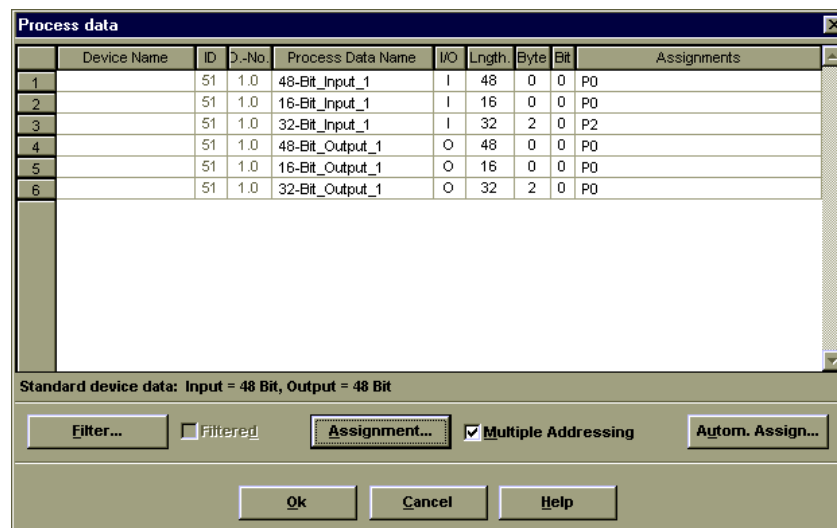 Process data
Device Name ID D.-No. Process Data Name I/O Lngth. Byte Bit Assignments
1 51 1.0 48-Bit_Input_1 I 48 0 0 P0
2 51 1.0 16-Bit_Input_1 I 16 0 0 P0
3 51 1.0 32-Bit_Input_1 I 32 2 0 P2
4 51 1.0 48-Bit_Output_1 O 48 0 0 P0
5 51 1.0 16-Bit_Output_1 O 16 0 0 P0
6 51 1.0 32-Bit_Output_1 O 32 2 0 P0
Standard device data: Input = 48 Bit, Output = 48 Bit
Filter... Filtered Assignment... Multiple Addressing Autom. Assign...
Ok Cancel Help